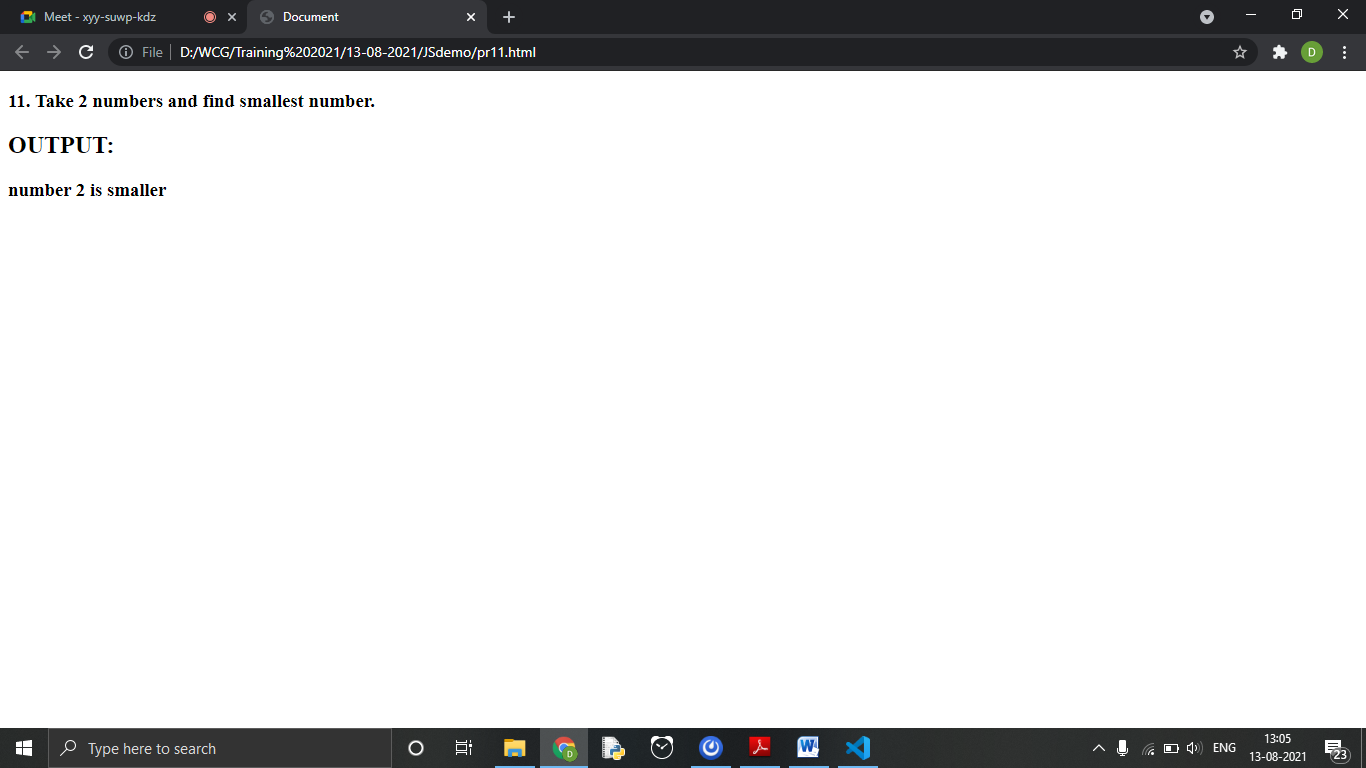 Meet - xyy-suwp-kdz
Document
File
D:/WCG/Training%202021/13-08-2021/JSdemo/pr11.html
D
11. Take 2 numbers and find smallest number.
OUTPUT:
number 2 is smaller
Type here to search
D
W
ENG
13:05
13-08-2021
23